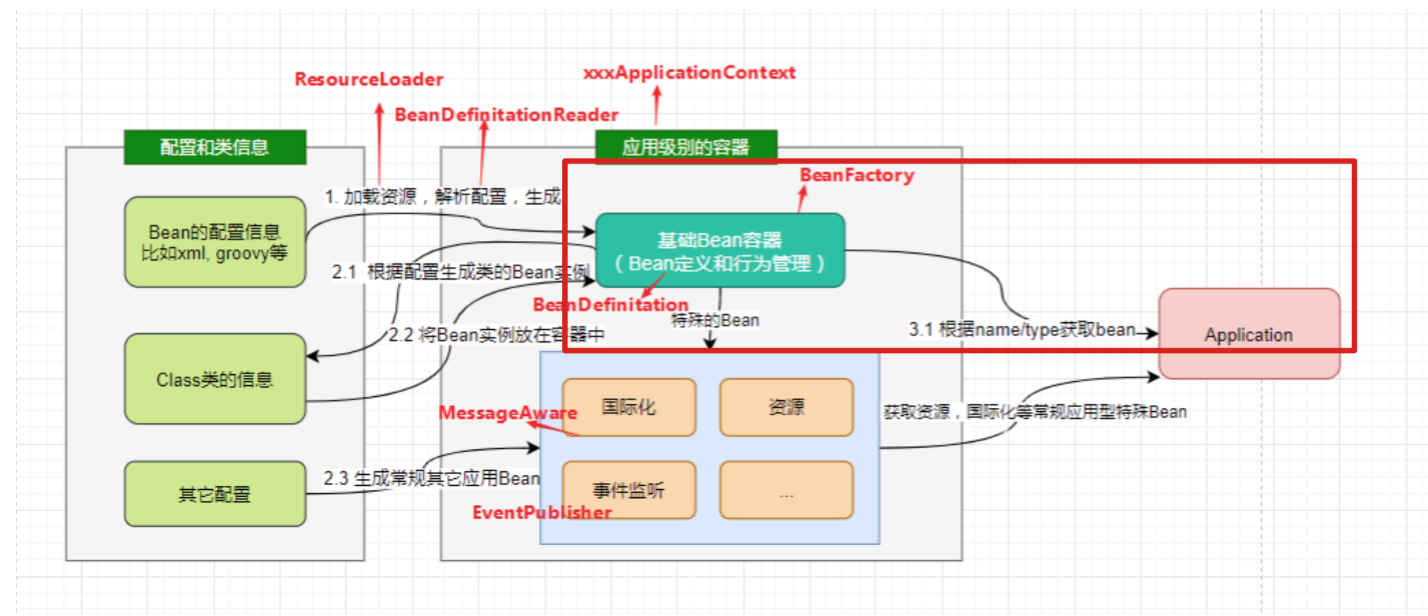 ResourceLoader
xxxApplicationContext
BeanDefinitationReader
配置和类信息
应用级别的容器
BeanFactory
1. 加载资源，解析配置，生成
Bean的配置信息
比如xml, groovy等
基础Bean容器
（ Bean定义和行为管理 ）
2.1 根据配置生成类的Bean实例
BeanDefinitation
特殊的Bean
2.2 将Bean实例放在容器中
3.1 根据name/type获取bean
Application
Class类的信息
MessageAware
国际化
资源
获取资源，国际化等常规应用型特殊Bean
2.3 生成常规其它应用Bean
其它配置
事件监听
...
EventPublisher